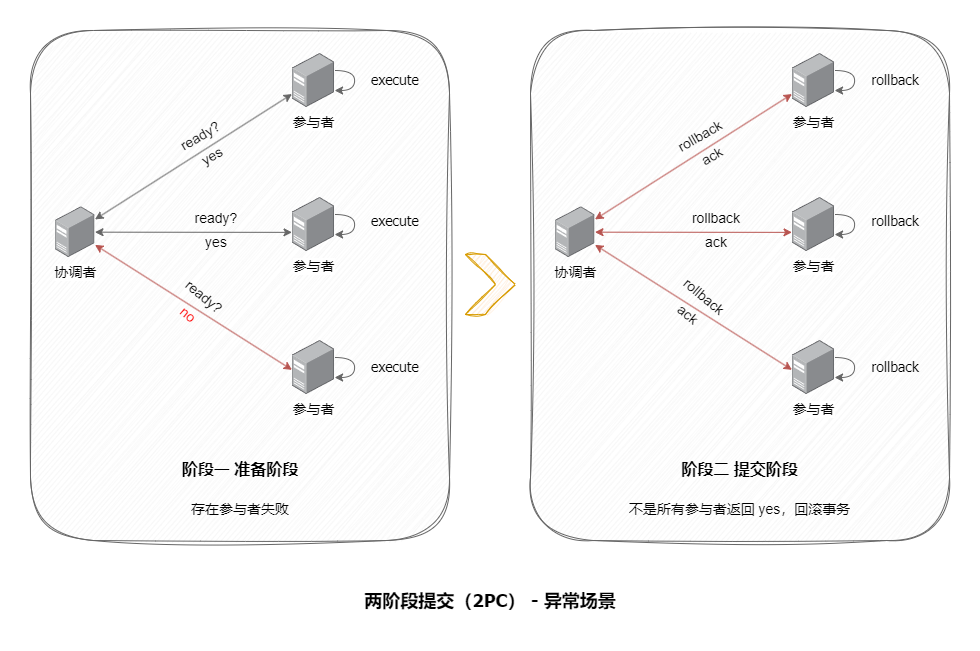 execute
参与者
ready?
yes
execute
参与者
ready?
yes
协调者
ready?
no
execute
参与者
阶段一 准备阶段
存在参与者失败
rollback
参与者
rollback
ack
rollback
参与者
rollback
ack
协调者
rollback
ack
rollback
参与者
阶段二 提交阶段
不是所有参与者返回 yes，回滚事务
两阶段提交（2PC） - 异常场景